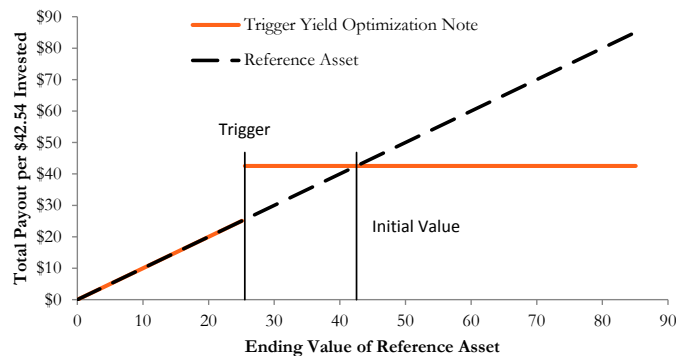 $90
$80
$70
$60
$50
$40
$30
$20
$10
$0
Total Payout per $42.54 Invested
Trigger Yield Optimization Note
Reference Asset
Trigger
Initial Value
0 10 20 30 40 50 60 70 80 90
Ending Value of Reference Asset